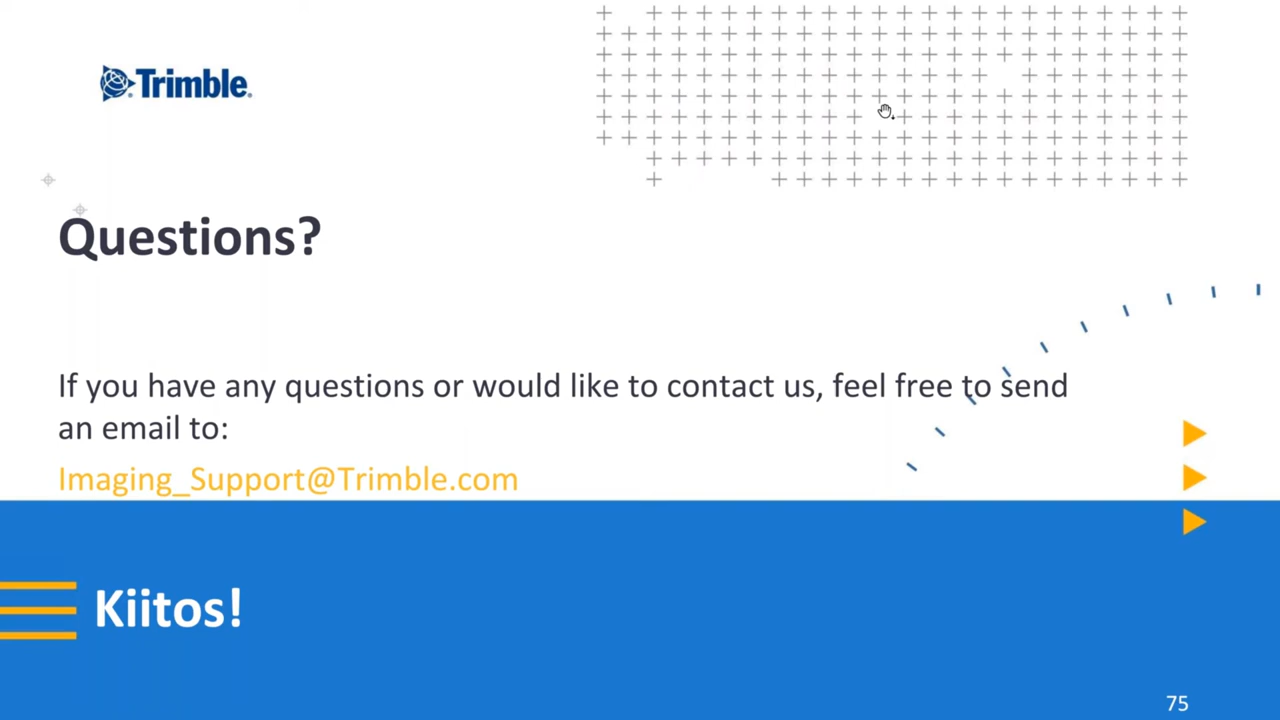 Trimble
Questions?
If you have any questions or would like to contact us, feel free to send
an email to:
Imaging_Support@Trimble.com
Kiitos!
75